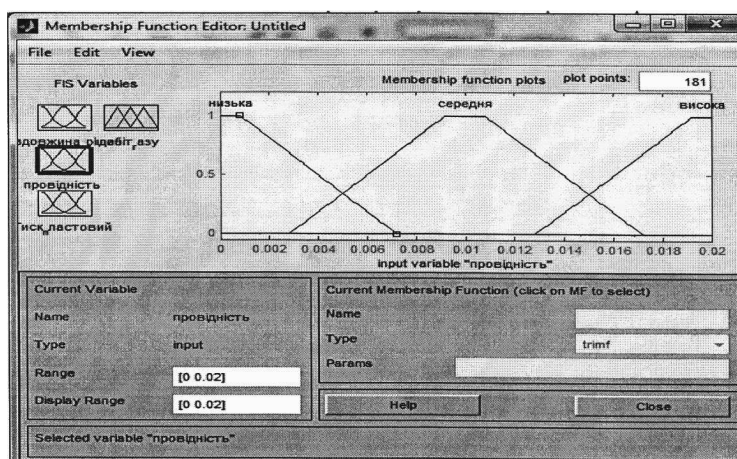 Membership Function Editor: Untitled
File Edit View
FIS Variables
провідність
Membership function plots plot points: 181
низька середня висока
1
0.5
0
0 0.002 0.004 0.006 0.008 0.01 0.012 0.014 0.016 0.018 0.02
input variable "провідність"
Current Variable
Name провідність
Type input
Range [0 0.02]
Display Range [0 0.02]
Current Membership Function (click on MF to select)
Name
Type trimf
Params
Help Close
Selected variable "провідність"